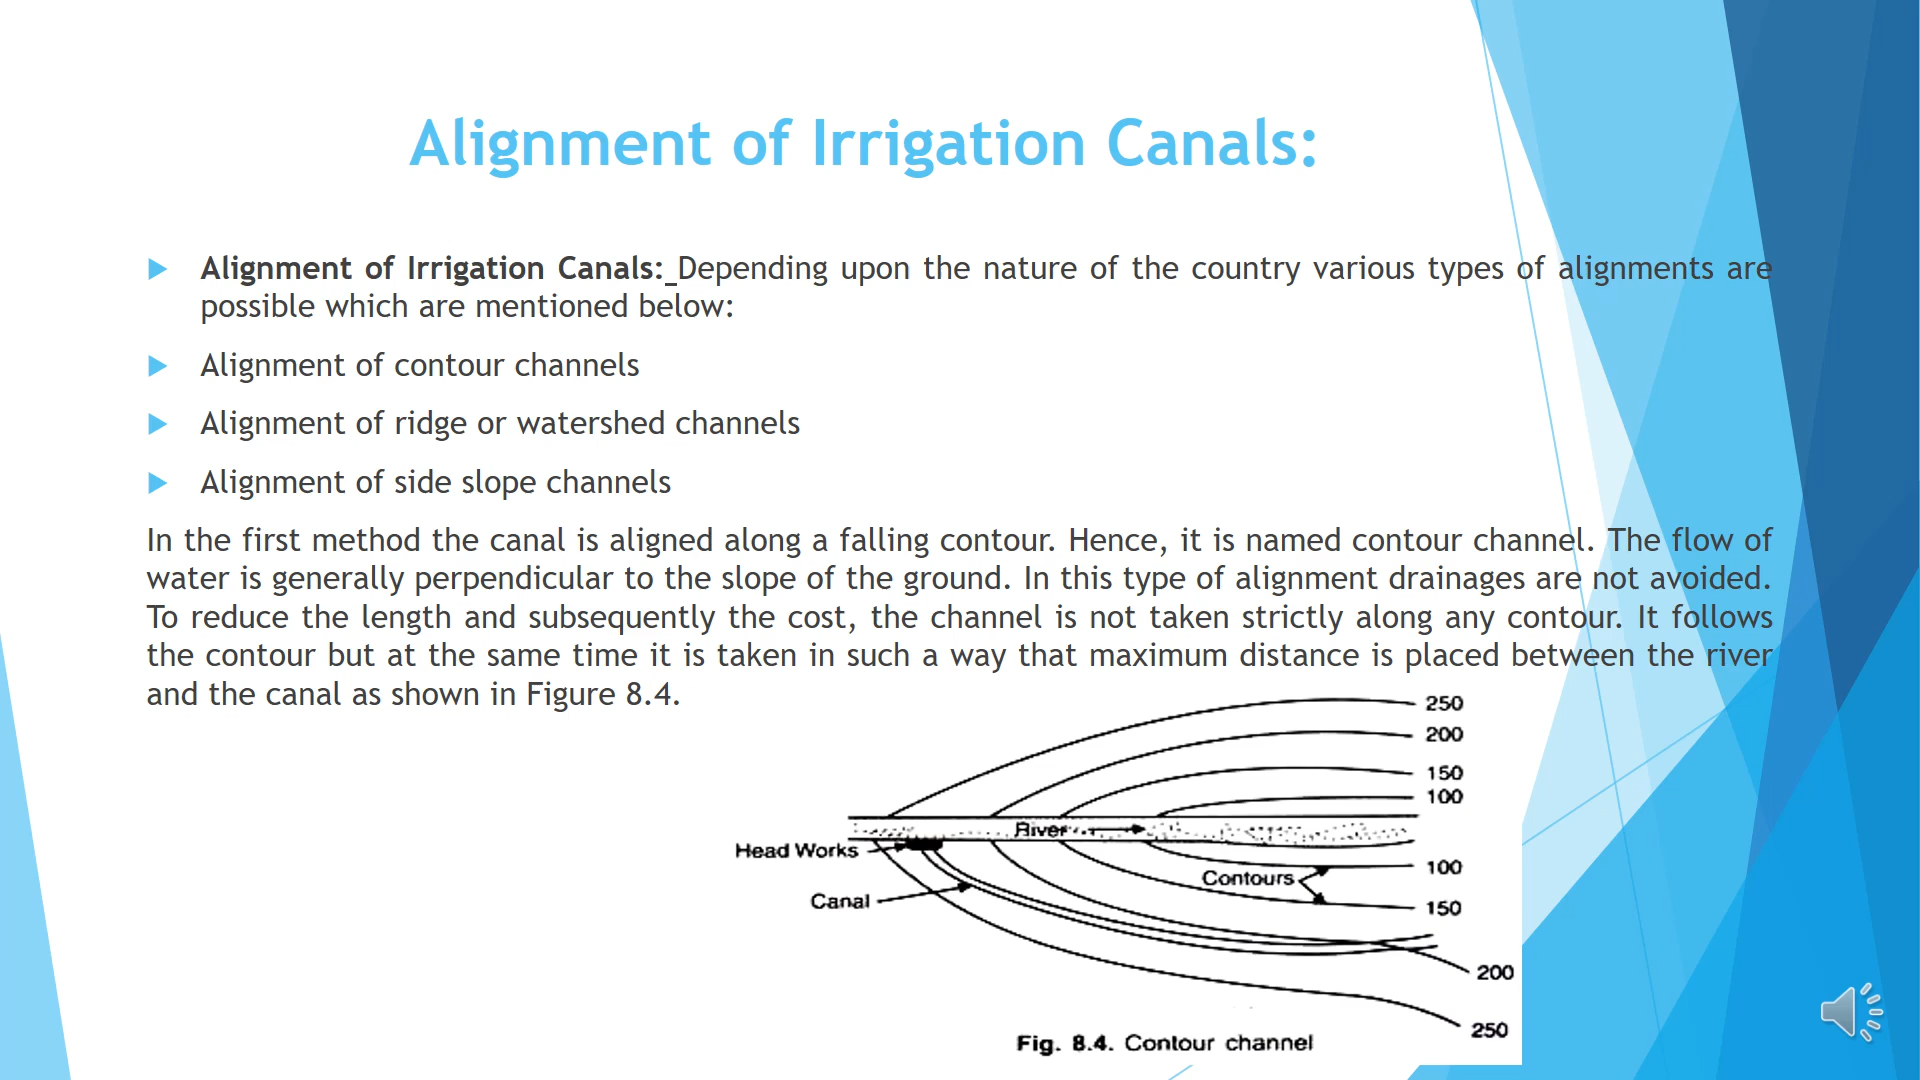 Alignment of Irrigation Canals:
Alignment of Irrigation Canals: Depending upon the nature of the country various types of alignments are
possible which are mentioned below:
Alignment of contour channels
Alignment of ridge or watershed channels
Alignment of side slope channels
In the first method the canal is aligned along a falling contour. Hence, it is named contour channel. The flow of
water is generally perpendicular to the slope of the ground. In this type of alignment drainages are not avoided.
To reduce the length and subsequently the cost, the channel is not taken strictly along any contour. It follows
the contour but at the same time it is taken in such a way that maximum distance is placed between the river
and the canal as shown in Figure 8.4.
250
200
150
100
River
Head Works
100
Contours
Canal
150
200
250
Fig. 8.4. Contour channel